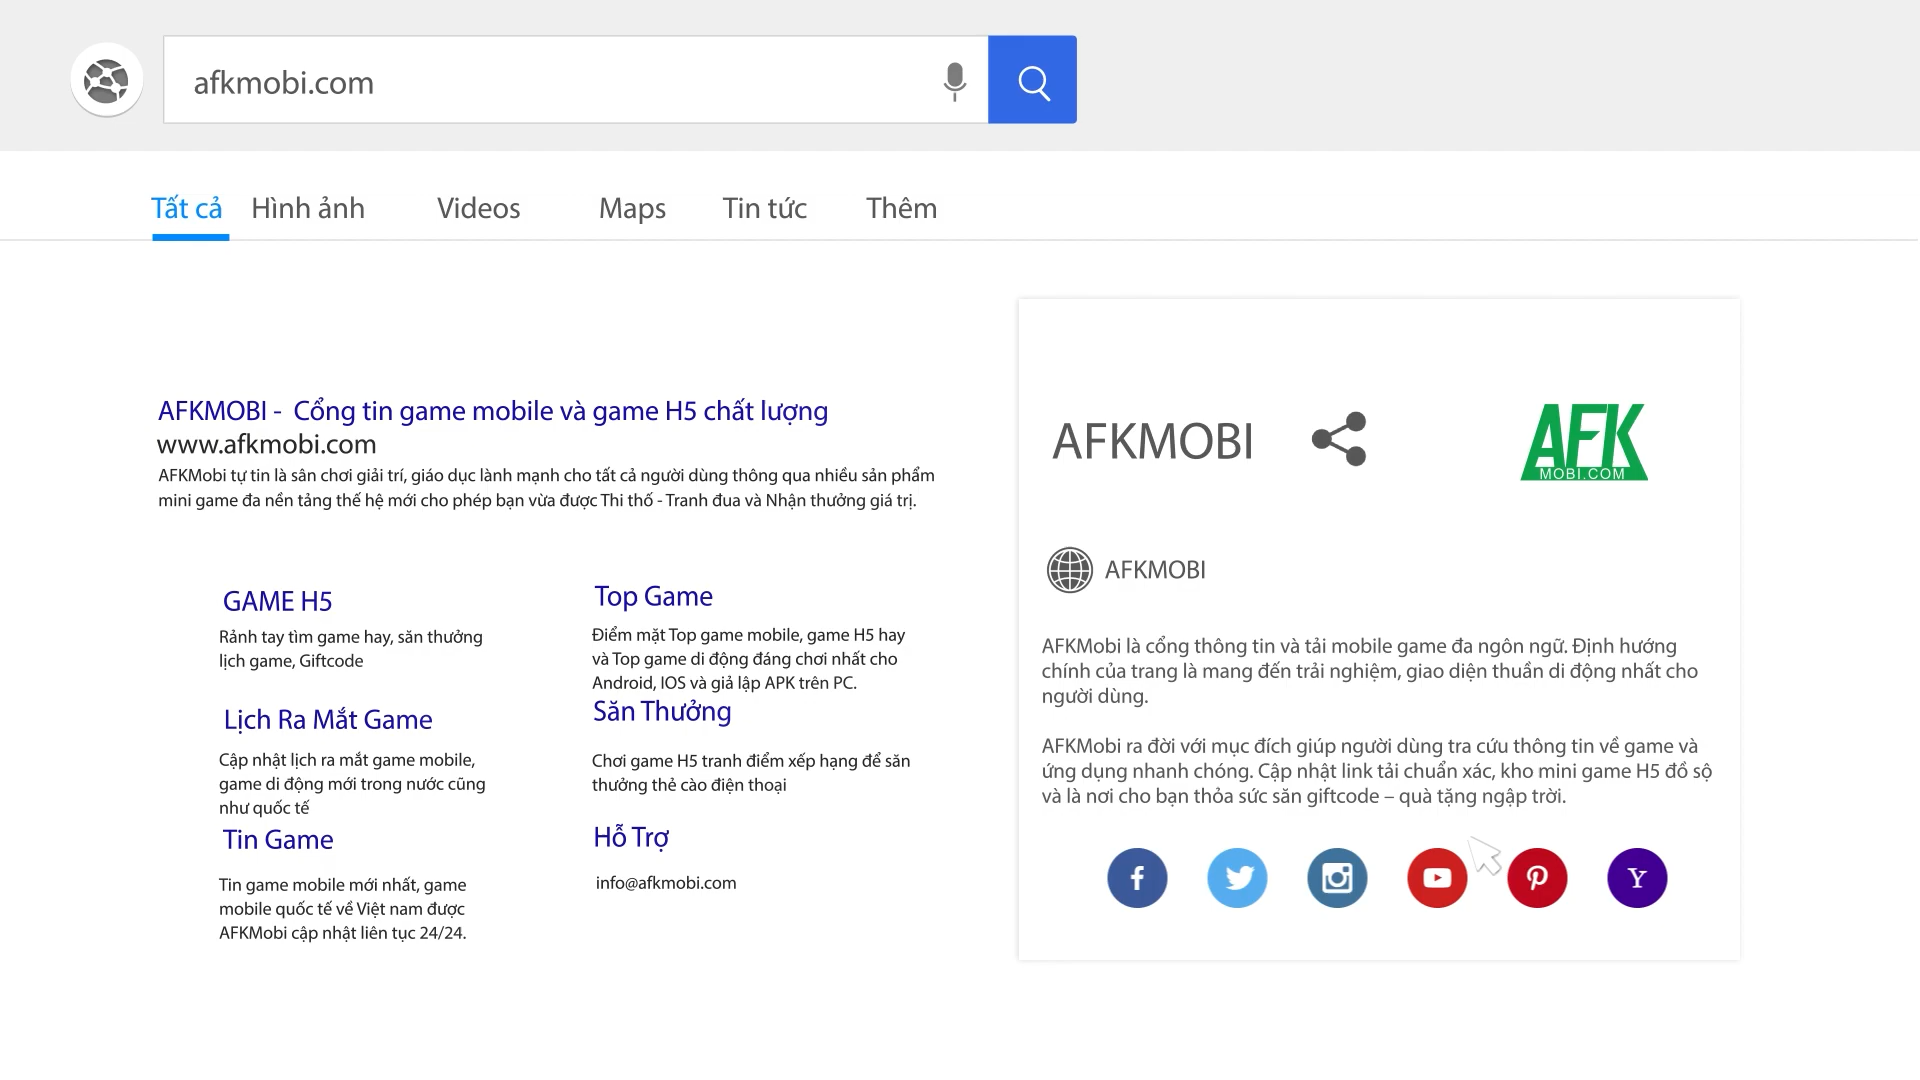 afkmobi.com
Tất cả
Hình ảnh
Videos
Maps
Tin tức
Thêm
AFKMOBI - Cổng tin game mobile và game H5 chất lượng
www.afkmobi.com
AFKMobi tự tin là sân chơi giải trí, giáo dục lành mạnh cho tất cả người dùng thông qua nhiều sản phẩm
mini game đa nền tảng thế hệ mới cho phép bạn vừa được Thi thố - Tranh đua và Nhận thưởng giá trị.
GAME H5
Rảnh tay tìm game hay, săn thưởng
lịch game, Giftcode
Lịch Ra Mắt Game
Cập nhật lịch ra mắt game mobile,
game di động mới trong nước cũng
như quốc tế
Tin Game
Tin game mobile mới nhất, game
mobile quốc tế về Việt nam được
AFKMobi cập nhật liên tục 24/24.
Top Game
Điểm mặt Top game mobile, game H5 hay
và Top game di động đáng chơi nhất cho
Android, IOS và giả lập APK trên PC.
Săn Thưởng
Chơi game H5 tranh điểm xếp hạng để săn
thưởng thẻ cào điện thoại
Hỗ Trợ
info@afkmobi.com
AFKMOBI
AFK
MOBI.COM
AFKMOBI
AFKMobi là cổng thông tin và tải mobile game đa ngôn ngữ. Định hướng
chính của trang là mang đến trải nghiệm, giao diện thuần di động nhất cho
người dùng.
AFKMobi ra đời với mục đích giúp người dùng tra cứu thông tin về game và
ứng dụng nhanh chóng. Cập nhật link tải chuẩn xác, kho mini game H5 đồ sộ
và là nơi cho bạn thỏa sức săn giftcode – quà tặng ngập trời.